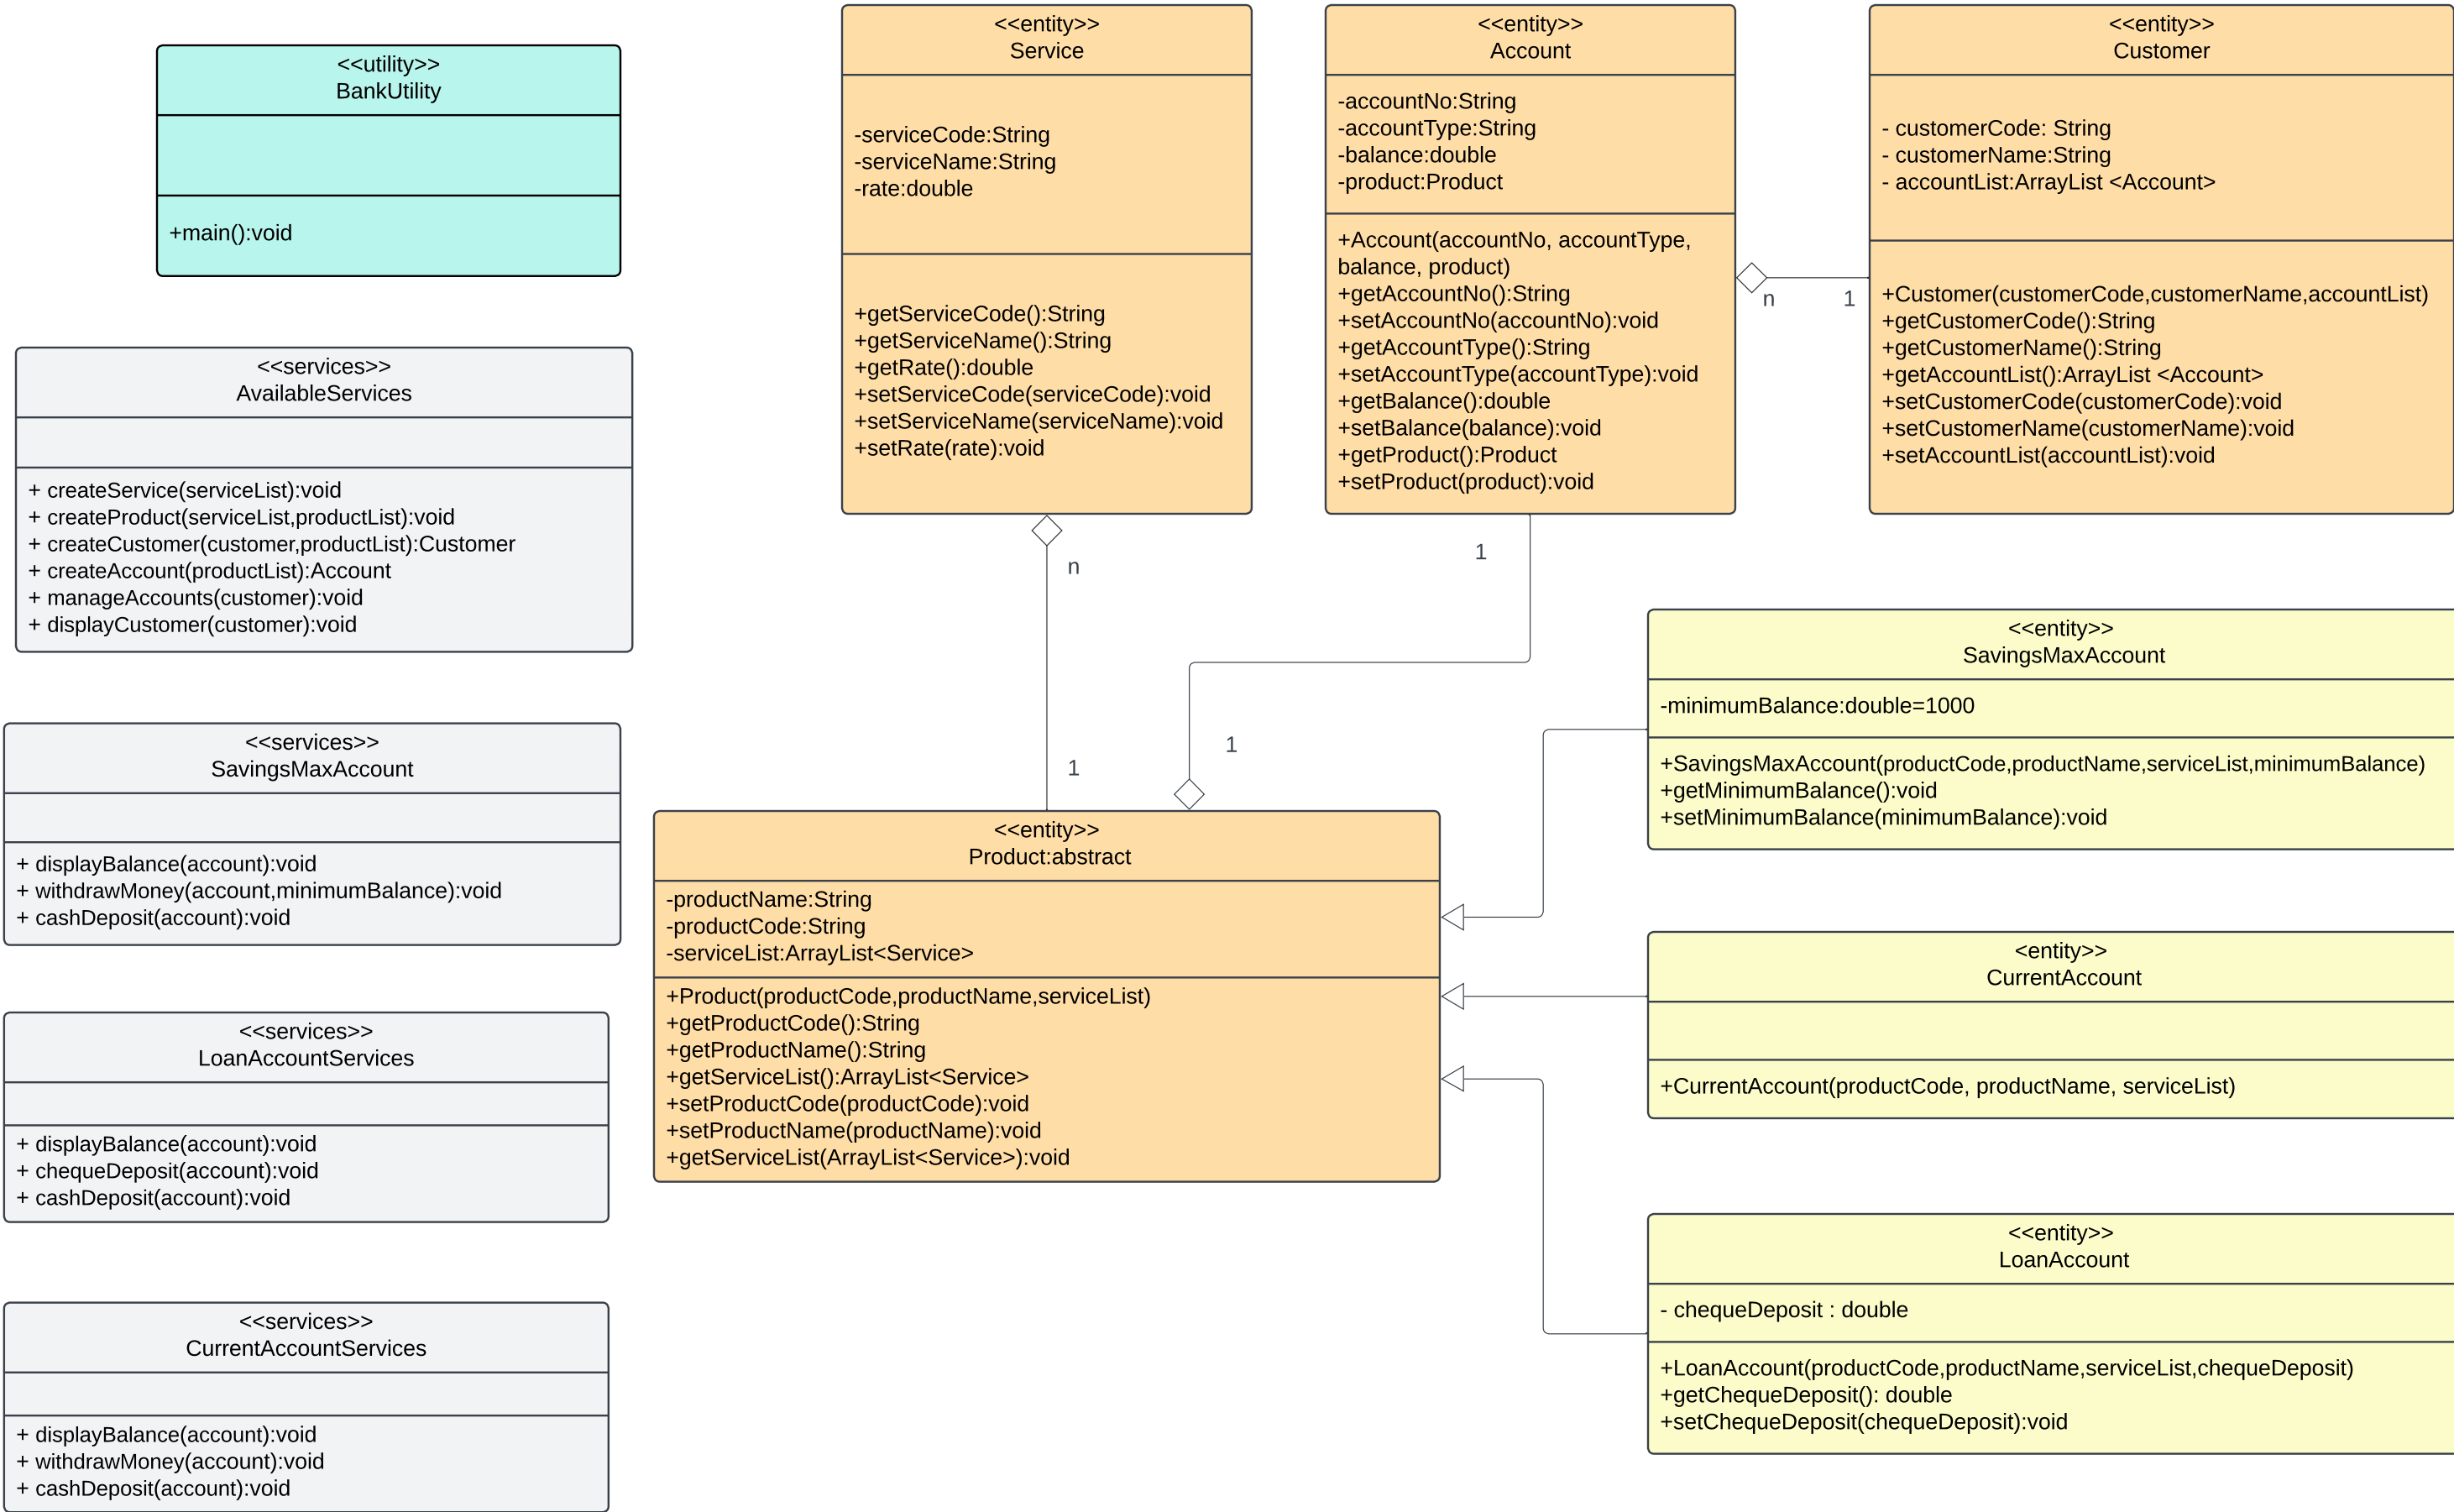 <<utility>>
BankUtility
+main():void
<<services>>
AvailableServices
+ createService(serviceList):void
+ createProduct(serviceList,productList):void
+ createCustomer(customer,productList):Customer
+ createAccount(productList):Account
+ manageAccounts(customer):void
+ displayCustomer(customer):void
<<services>>
SavingsMaxAccount
+ displayBalance(account):void
+ withdrawMoney(account,minimumBalance):void
+ cashDeposit(account):void
<<services>>
LoanAccountServices
+ displayBalance(account):void
+ chequeDeposit(account):void
+ cashDeposit(account):void
<<services>>
CurrentAccountServices
+ displayBalance(account):void
+ withdrawMoney(account):void
+ cashDeposit(account):void
<<entity>>
Service
-serviceCode:String
-serviceName:String
-rate:double
+getServiceCode():String
+getServiceName():String
+getRate():double
+setServiceCode(serviceCode):void
+setServiceName(serviceName):void
+setRate(rate):void
n
1
<<entity>>
Account
-accountNo:String
-accountType:String
-balance:double
-product:Product
+Account(accountNo, accountType,
balance, product)
+getAccountNo():String
+setAccountNo(accountNo):void
+getAccountType():String
+setAccountType(accountType):void
+getBalance():double
+setBalance(balance):void
+getProduct():Product
+setProduct(product):void
1
1
n
1
<<entity>>
Customer
- customerCode: String
- customerName:String
- accountList:ArrayList <Account>
+Customer(customerCode,customerName,accountList)
+getCustomerCode():String
+getCustomerName():String
+getAccountList():ArrayList <Account>
+setCustomerCode(customerCode):void
+setCustomerName(customerName):void
+setAccountList(accountList):void
<<entity>>
Product:abstract
-productName:String
-productCode:String
-serviceList:ArrayList<Service>
+Product(productCode,productName,serviceList)
+getProductCode():String
+getProductName():String
+getServiceList():ArrayList<Service>
+setProductCode(productCode):void
+setProductName(productName):void
+getServiceList(ArrayList<Service>):void
<<entity>>
SavingsMaxAccount
-minimumBalance:double=1000
+SavingsMaxAccount(productCode,productName,serviceList,minimumBalance)
+getMinimumBalance():void
+setMinimumBalance(minimumBalance):void
<entity>>
CurrentAccount
+CurrentAccount(productCode, productName, serviceList)
<<entity>>
LoanAccount
- chequeDeposit : double
+LoanAccount(productCode,productName,serviceList,chequeDeposit)
+getChequeDeposit(): double
+setChequeDeposit(chequeDeposit):void